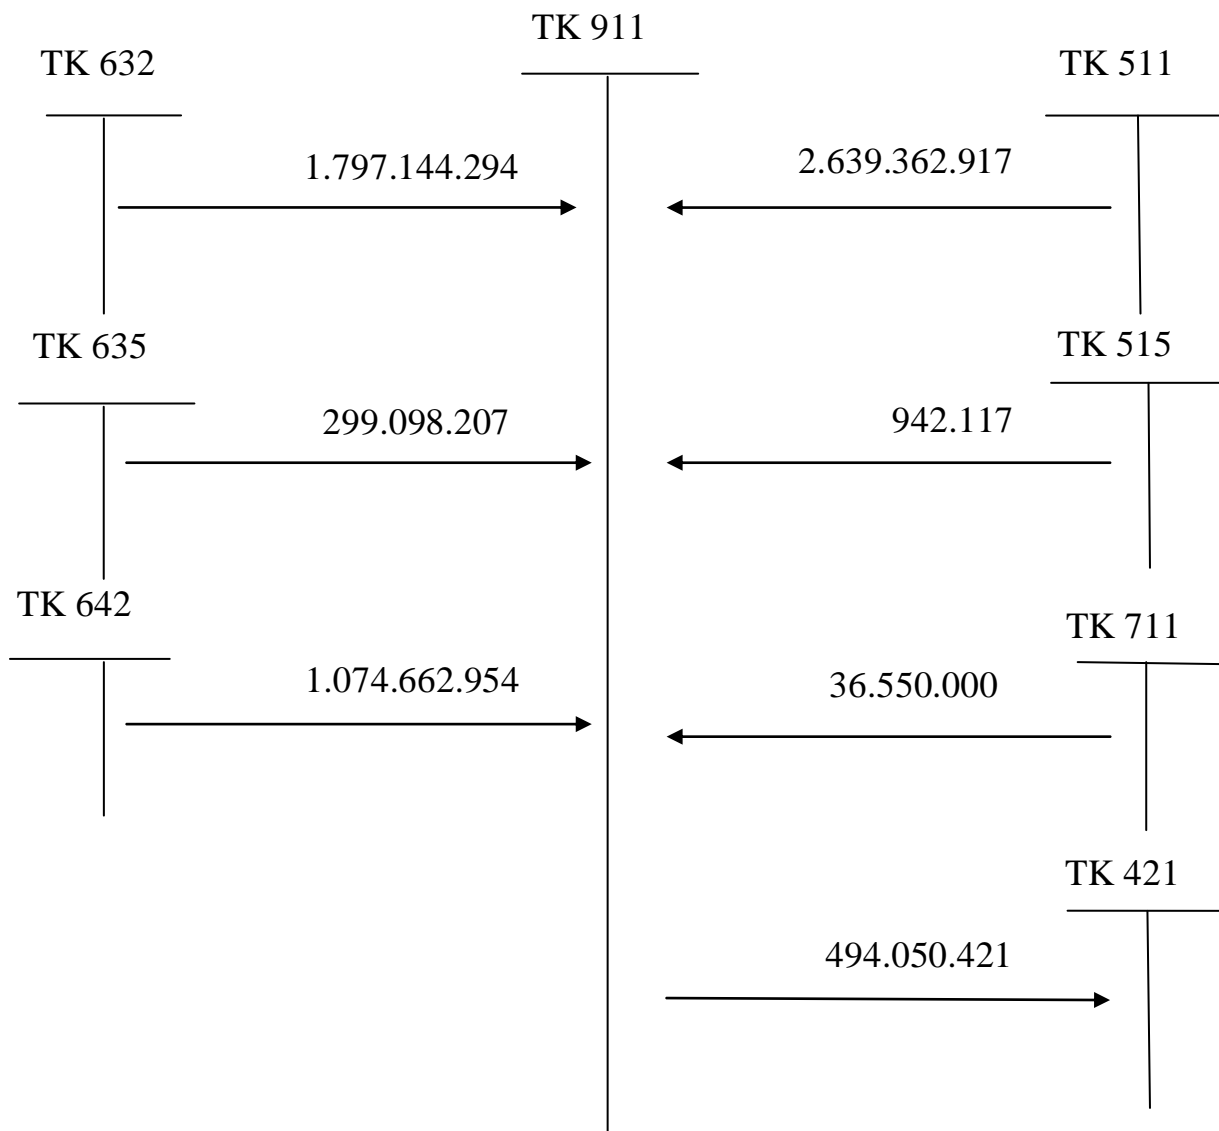 TK 911
TK 632
TK 511
1.797.144.294
2.639.362.917
TK 635
TK 515
299.098.207
942.117
TK 642
TK 711
1.074.662.954
36.550.000
TK 421
494.050.421